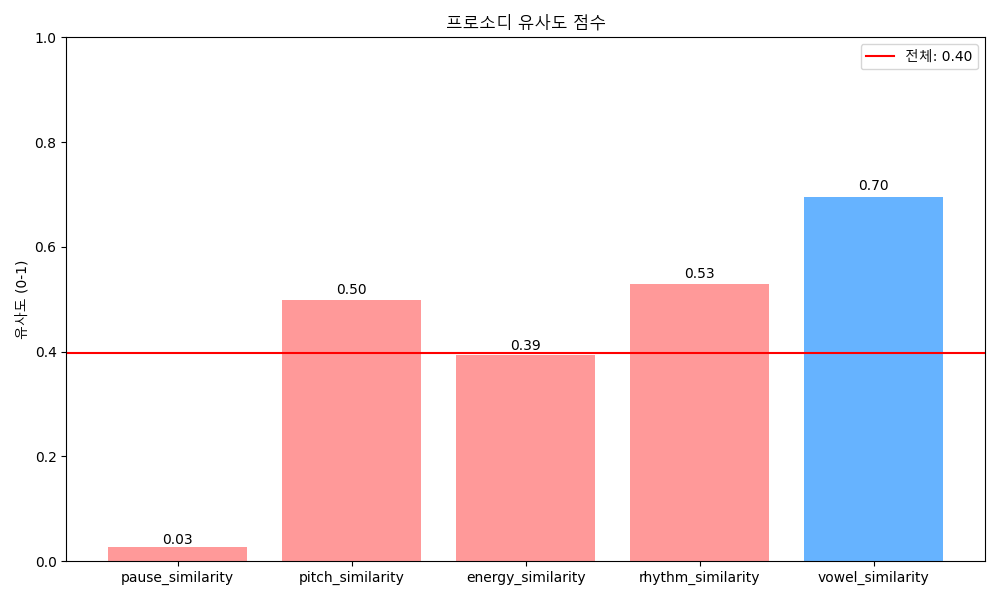 프로소디 유사도 점수
전체: 0.40
유사도 (0-1)
1.0
0.8
0.6
0.4
0.2
0.0
0.03
0.50
0.39
0.53
0.70
pause_similarity
pitch_similarity
energy_similarity
rhythm_similarity
vowel_similarity